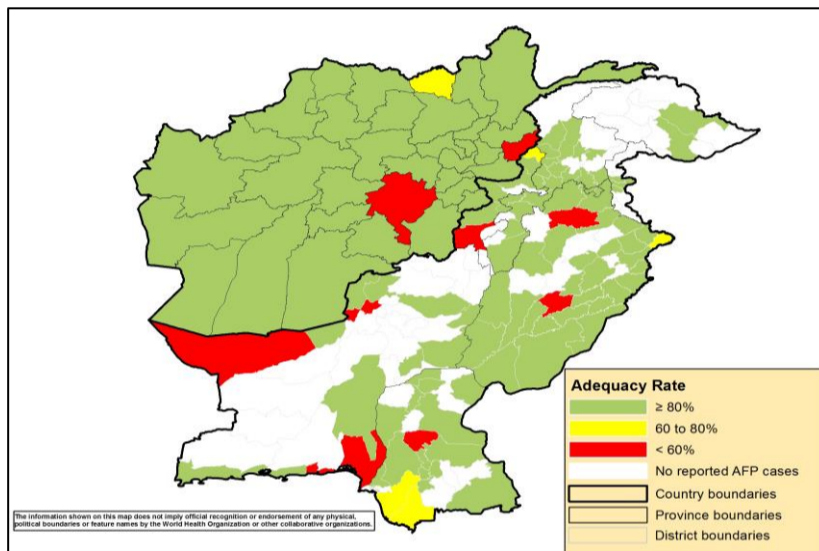 Adequacy Rate
≥ 80%
60 to 80%
< 60%
No reported AFP cases
Country boundaries
Province boundaries
District boundaries
The information shown on this map does not imply official recognition or endorsement of any physical,
political boundaries or feature names by the World Health Organization or other collaborative organizations.